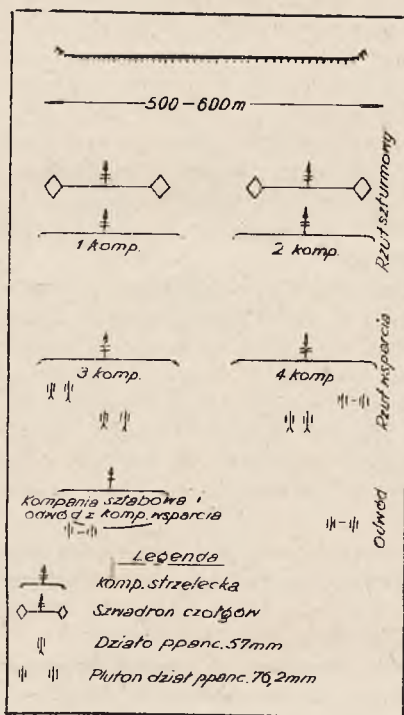 500-600m
Rzut szturmowy
1 komp.
2 komp.
Rzut wsparcia
3 komp.
4 komp
Odwód
Kompania sztabowa i
odwód z komp. wsparcia
Legenda
komp. strzelecka
Szwadron czołgów
Działo ppanc. 57mm
Pluton dział ppanc. 76,2mm